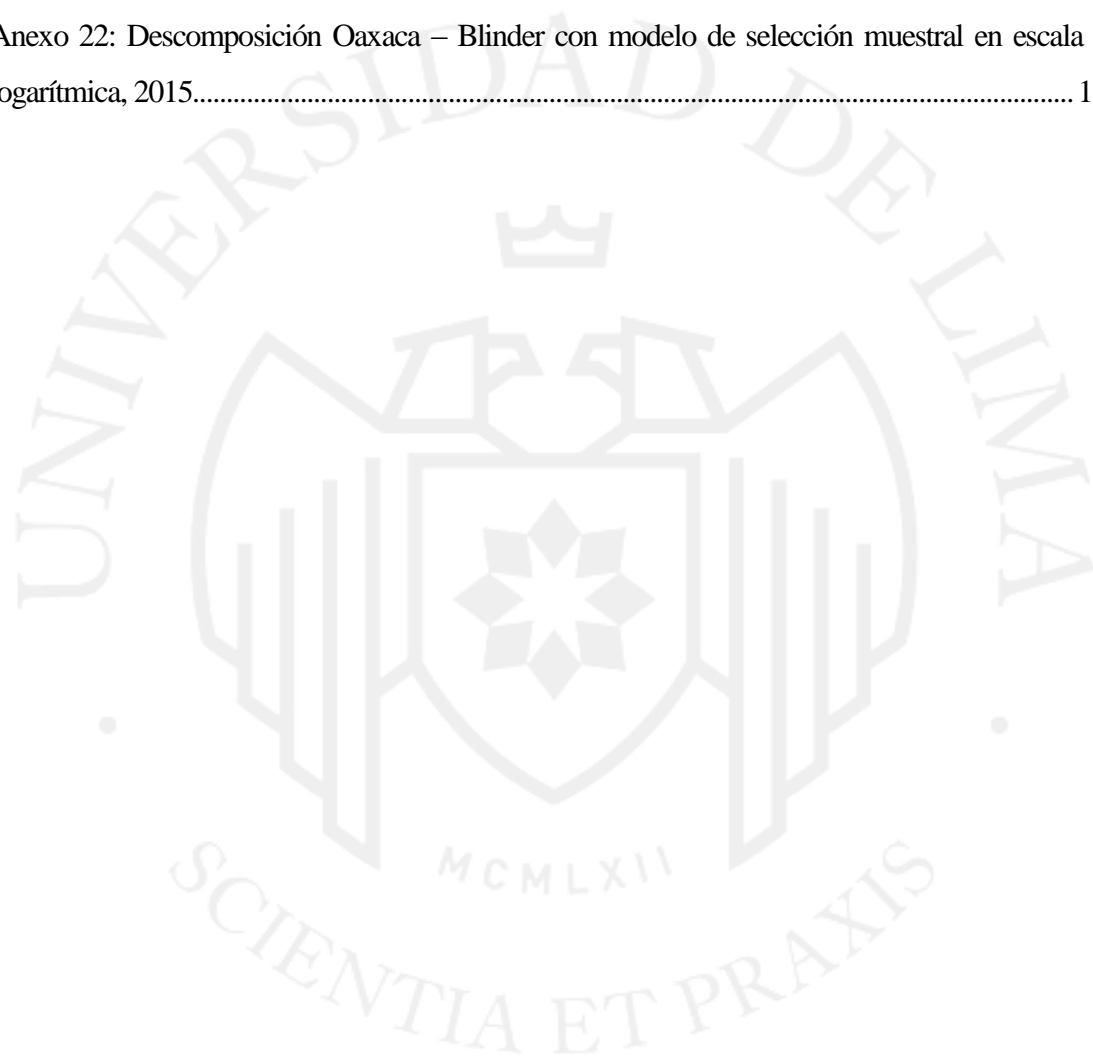 Anexo 22: Descomposición Oaxaca – Blinder con modelo de selección muestral en escala
logarítmica, 2015.................................................................................................................................... 1
UNIVERSIDAD DE LIMA
MCMLXII
SCIENTIA ET PRAXIS